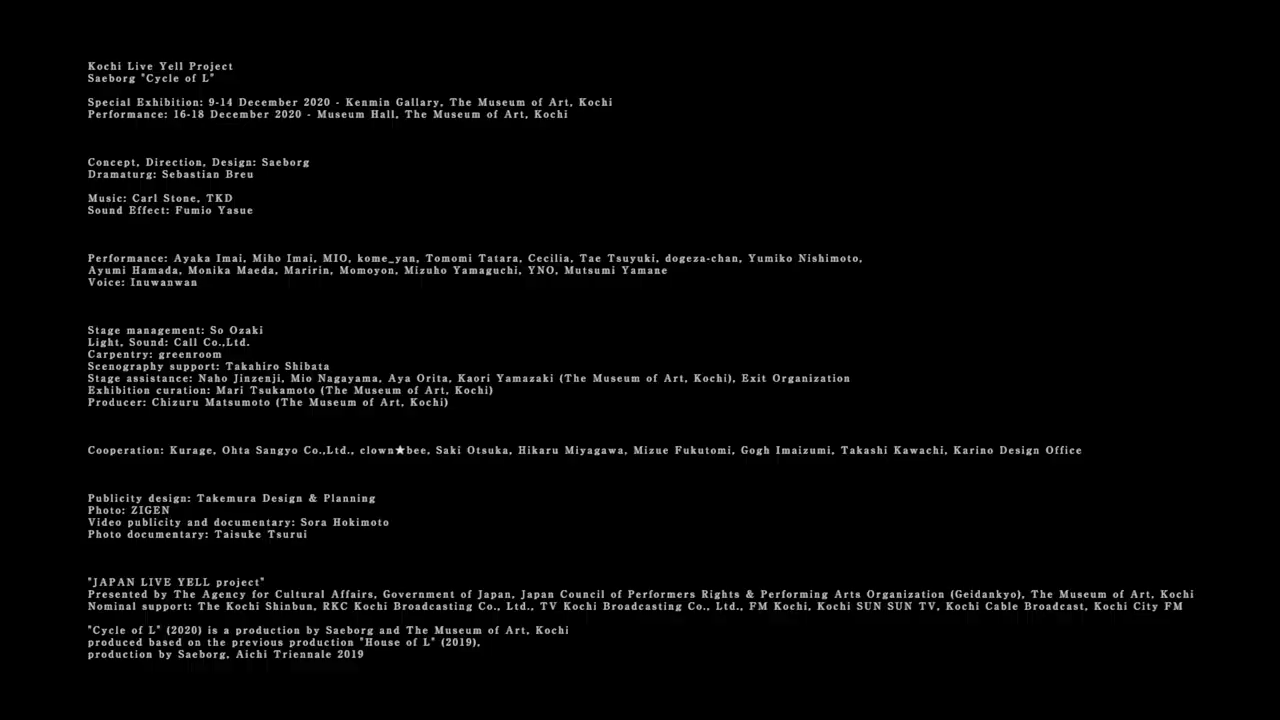 Kochi Live Yell Project
Saeborg "Cycle of L"
Special Exhibition: 9-14 December 2020 - Kenmin Gallary, The Museum of Art, Kochi
Performance: 16-18 December 2020 - Museum Hall, The Museum of Art, Kochi
Concept, Direction, Design: Saeborg
Dramaturg: Sebastian Breu
Music: Carl Stone, TKD
Sound Effect: Fumio Yasue
Performance: Ayaka Imai, Miho Imai, MIO, kome_yan, Tomomi Tatara, Cecilia, Tae Tsuyuki, dogeza-chan, Yumiko Nishimoto,
Ayumi Hamada, Monika Maeda, Maririn, Momoyon, Mizuho Yamaguchi, YNO, Mutsumi Yamane
Voice: Inuwanwan
Stage management: So Ozaki
Light, Sound: Call Co.,Ltd.
Carpentry: greenroom
Scenography support: Takahiro Shibata
Stage assistance: Naho Jinzenji, Mio Nagayama, Aya Orita, Kaori Yamazaki (The Museum of Art, Kochi), Exit Organization
Exhibition curation: Mari Tsukamoto (The Museum of Art, Kochi)
Producer: Chizuru Matsumoto (The Museum of Art, Kochi)
Cooperation: Kurage, Ohta Sangyo Co.,Ltd., clown★bee, Saki Otsuka, Hikaru Miyagawa, Mizue Fukutomi, Gogh Imaizumi, Takashi Kawachi, Karino Design Office
Publicity design: Takemura Design & Planning
Photo: ZIGEN
Video publicity and documentary: Sora Hokimoto
Photo documentary: Taisuke Tsurui
"JAPAN LIVE YELL project"
Presented by The Agency for Cultural Affairs, Government of Japan, Japan Council of Performers Rights & Performing Arts Organization (Geidankyo), The Museum of Art, Kochi
Nominal support: The Kochi Shinbun, RKC Kochi Broadcasting Co., Ltd., TV Kochi Broadcasting Co., Ltd., FM Kochi, Kochi SUN SUN TV, Kochi Cable Broadcast, Kochi City FM
"Cycle of L" (2020) is a production by Saeborg and The Museum of Art, Kochi
produced based on the previous production "House of L" (2019),
production by Saeborg, Aichi Triennale 2019